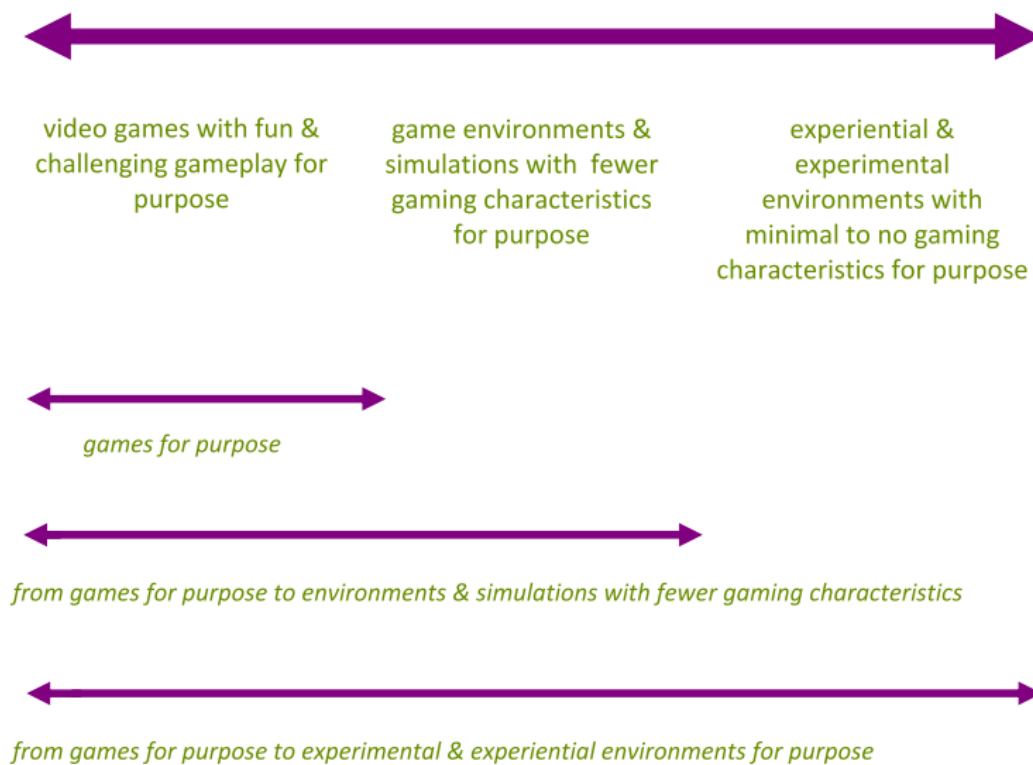 video games with fun &
challenging gameplay for
purpose
game environments &
simulations with fewer
gaming characteristics
for purpose
experiential &
experimental
environments with
minimal to no gaming
characteristics for purpose
games for purpose
from games for purpose to environments & simulations with fewer gaming characteristics
from games for purpose to experimental & experiential environments for purpose